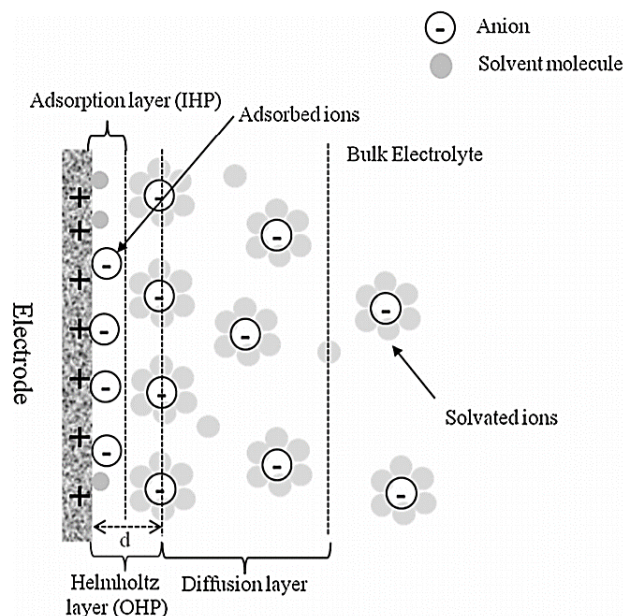 Anion
Solvent molecule
Adsorption layer (IHP)
Adsorbed ions
Bulk Electrolyte
Electrode
Solvated ions
d
Helmholtz
layer (OHP)
Diffusion layer